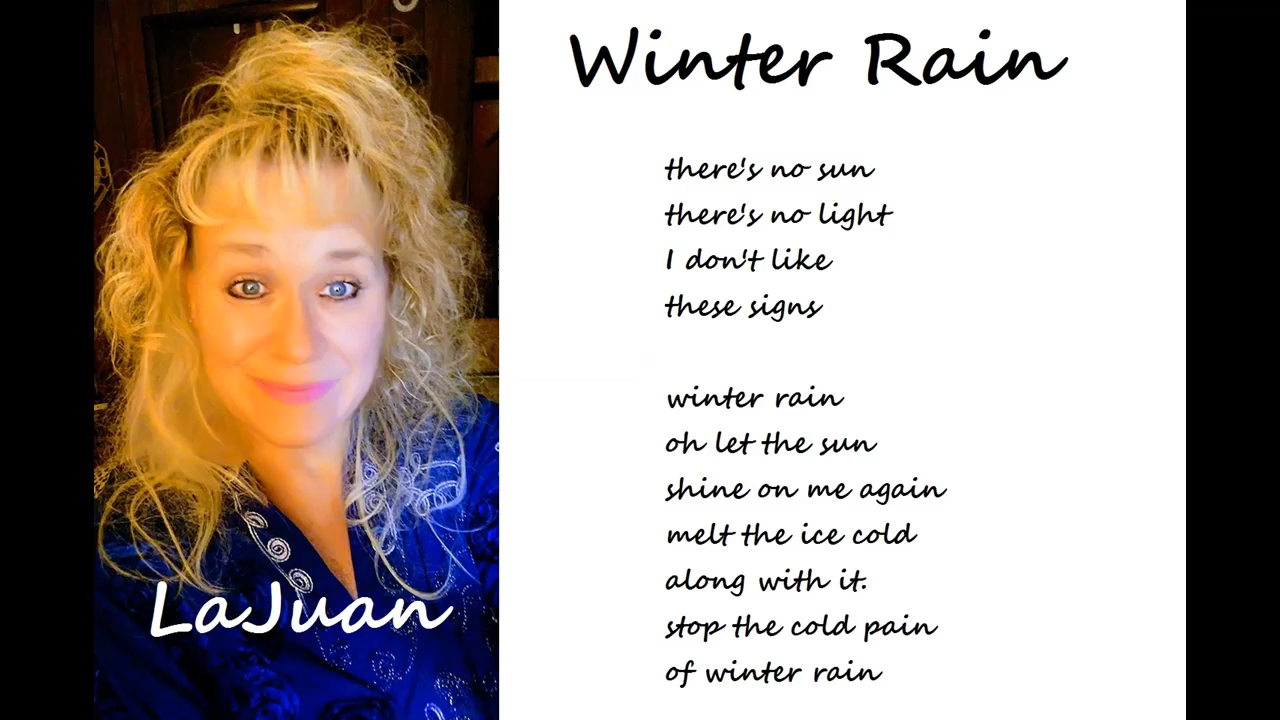 Winter Rain
there's no sun
there's no light
I don't like
these signs
winter rain
oh let the sun
shine on me again
melt the ice cold
along with it.
stop the cold pain
of winter rain
LaJuan